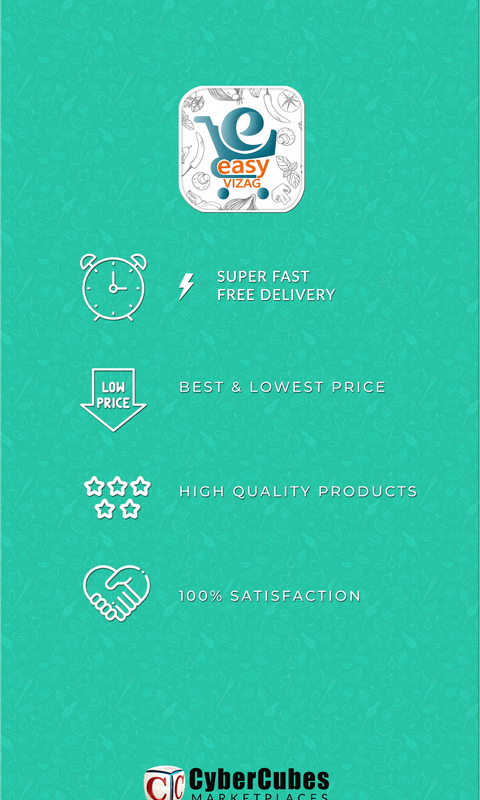 e
easy
VIZAG
SUPER FAST
FREE DELIVERY
LOW
PRICE
BEST & LOWEST PRICE
HIGH QUALITY PRODUCTS
100% SATISFACTION
CyberCubes
MARKETPLACES